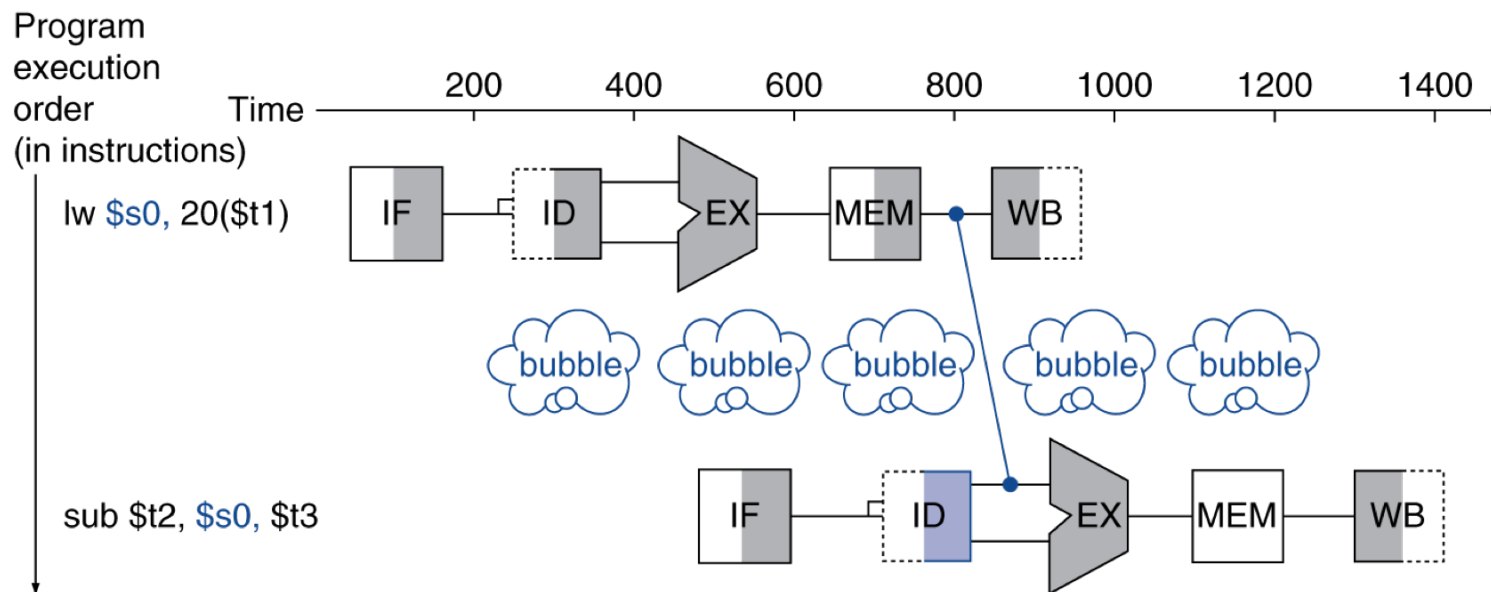 Program
execution
order
(in instructions)
Time
200 400 600 800 1000 1200 1400
lw $s0, 20($t1)
IF ID EX MEM WB
bubble bubble bubble bubble bubble
sub $t2, $s0, $t3
IF ID EX MEM WB